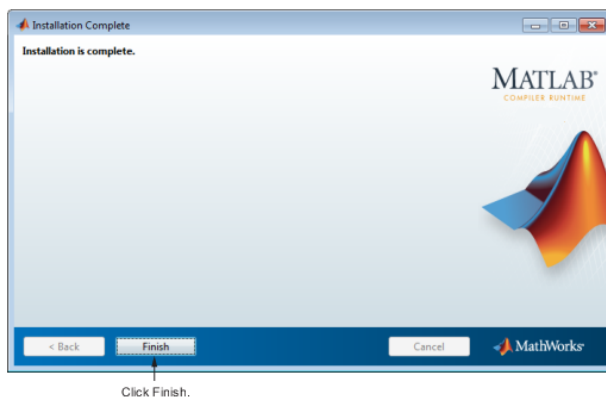 Installation Complete
Installation is complete.
MATLAB®
COMPILER RUNTIME
< Back
Finish
Cancel
MathWorks®
Click Finish.